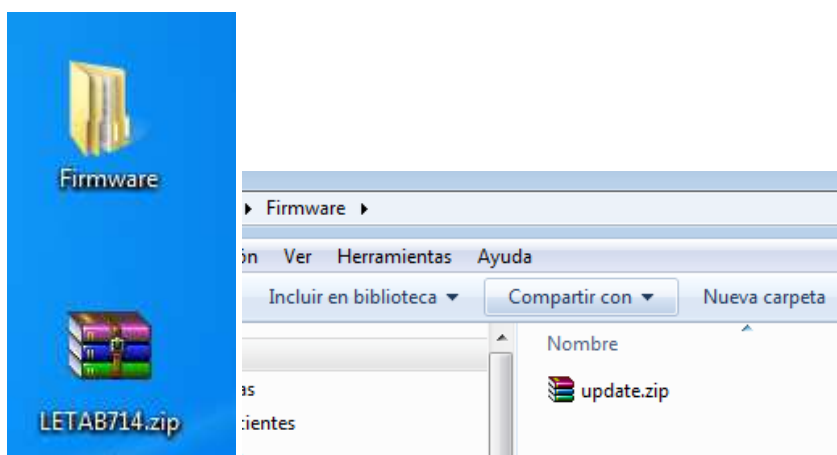 Firmware
LETAB714.zip
Firmware
ón Ver Herramientas Ayuda
Incluir en biblioteca Compartir con Nueva carpeta
Nombre
as
update.zip
cientes